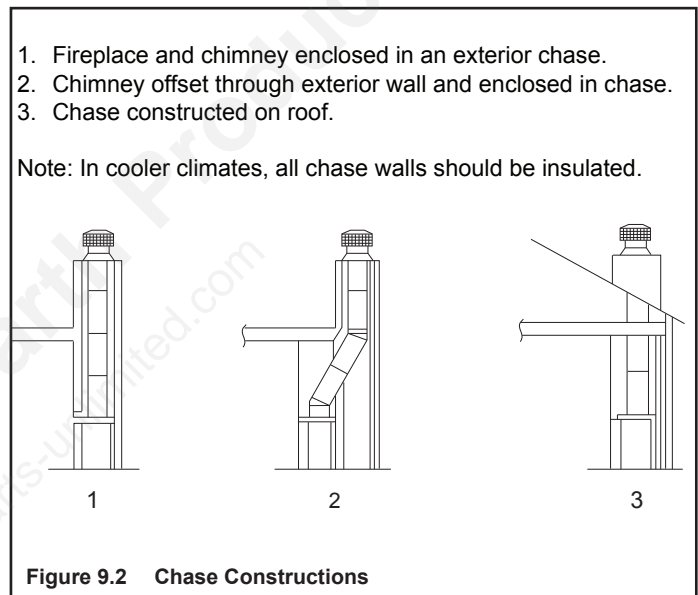 1. Fireplace and chimney enclosed in an exterior chase.
2. Chimney offset through exterior wall and enclosed in chase.
3. Chase constructed on roof.
Note: In cooler climates, all chase walls should be insulated.
1 2 3
Figure 9.2 Chase Constructions